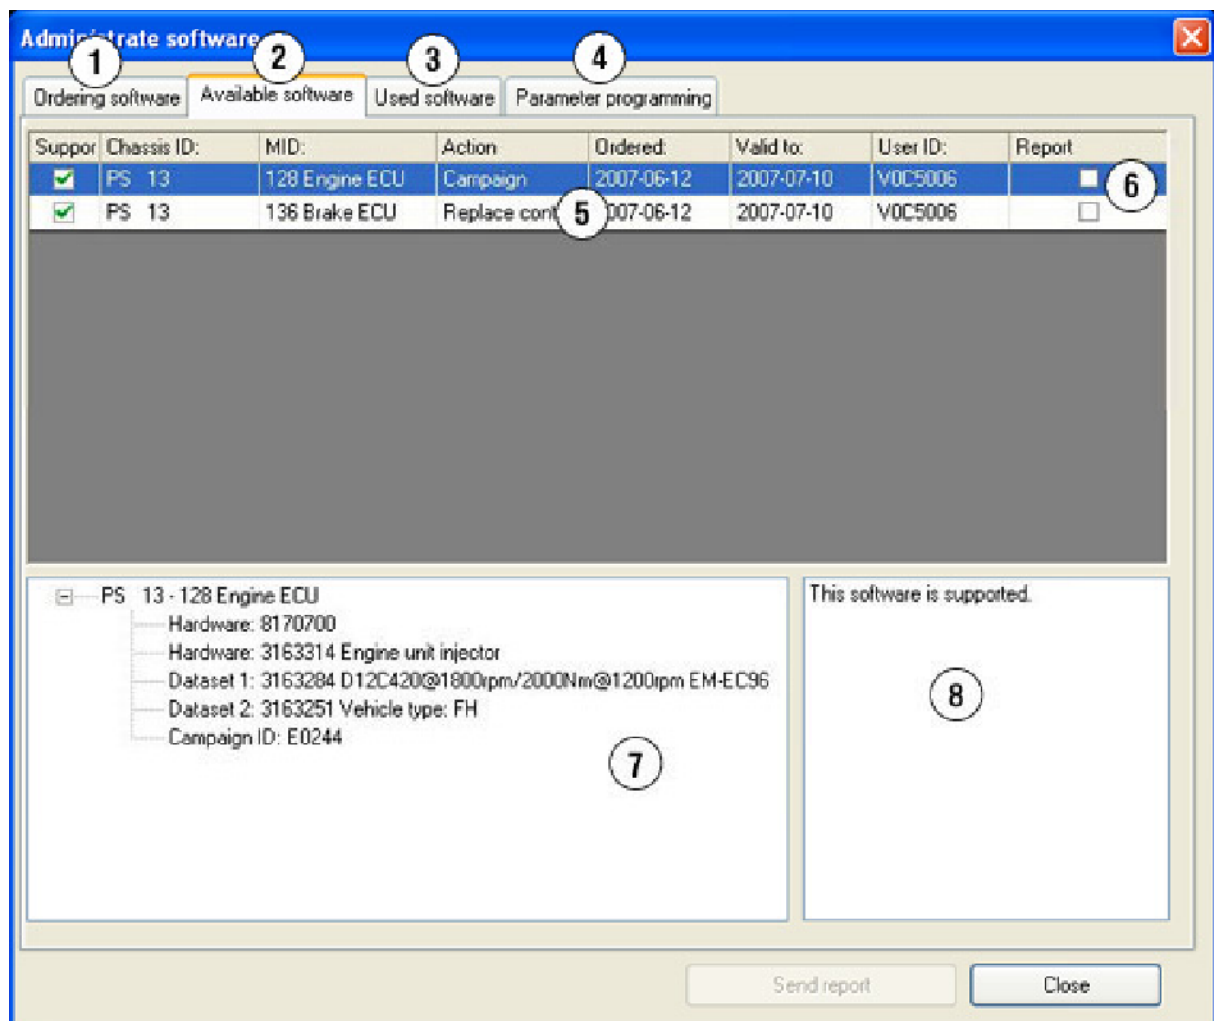 Administrate software
1 2 3 4
Ordering software Available software Used software Parameter programming
Suppor Chassis ID: MID: Action Ordered: Valid to: User ID: Report
PS 13 128 Engine ECU Campaign 2007-06-12 2007-07-10 V0C5006 6
PS 13 136 Brake ECU Replace cont 5 007-06-12 2007-07-10 V0C5006
PS 13 - 128 Engine ECU
Hardware: 8170700
Hardware: 3163314 Engine unit injector
Dataset 1: 3163284 D12C420@1800rpm/2000Nm@1200rpm EM-EC96
Dataset 2: 3163251 Vehicle type: FH
Campaign ID: E0244
7
This software is supported.
8
Send report Close